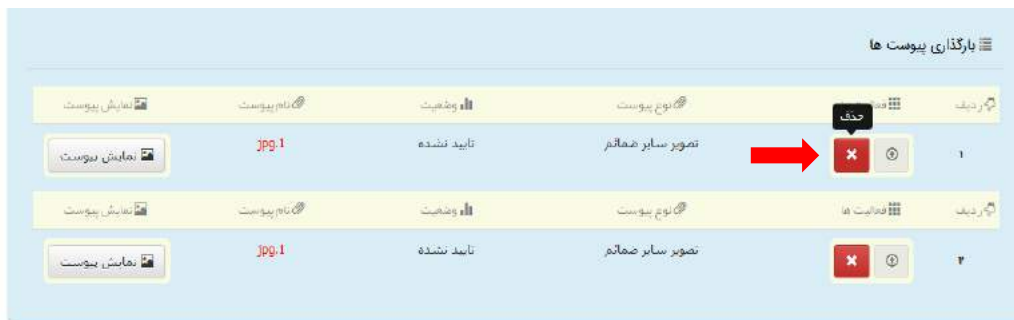 بارگذاری پیوست ها
ردیف فعالیت ها نوع پیوست وضعیت نام پیوست نمایش پیوست
حذف
۱ تصویر سایر ضمائم تایید نشده jpg.1 نمایش پیوست
ردیف فعالیت ها نوع پیوست وضعیت نام پیوست نمایش پیوست
۲ تصویر سایر ضمائم تایید نشده jpg.1 نمایش پیوست